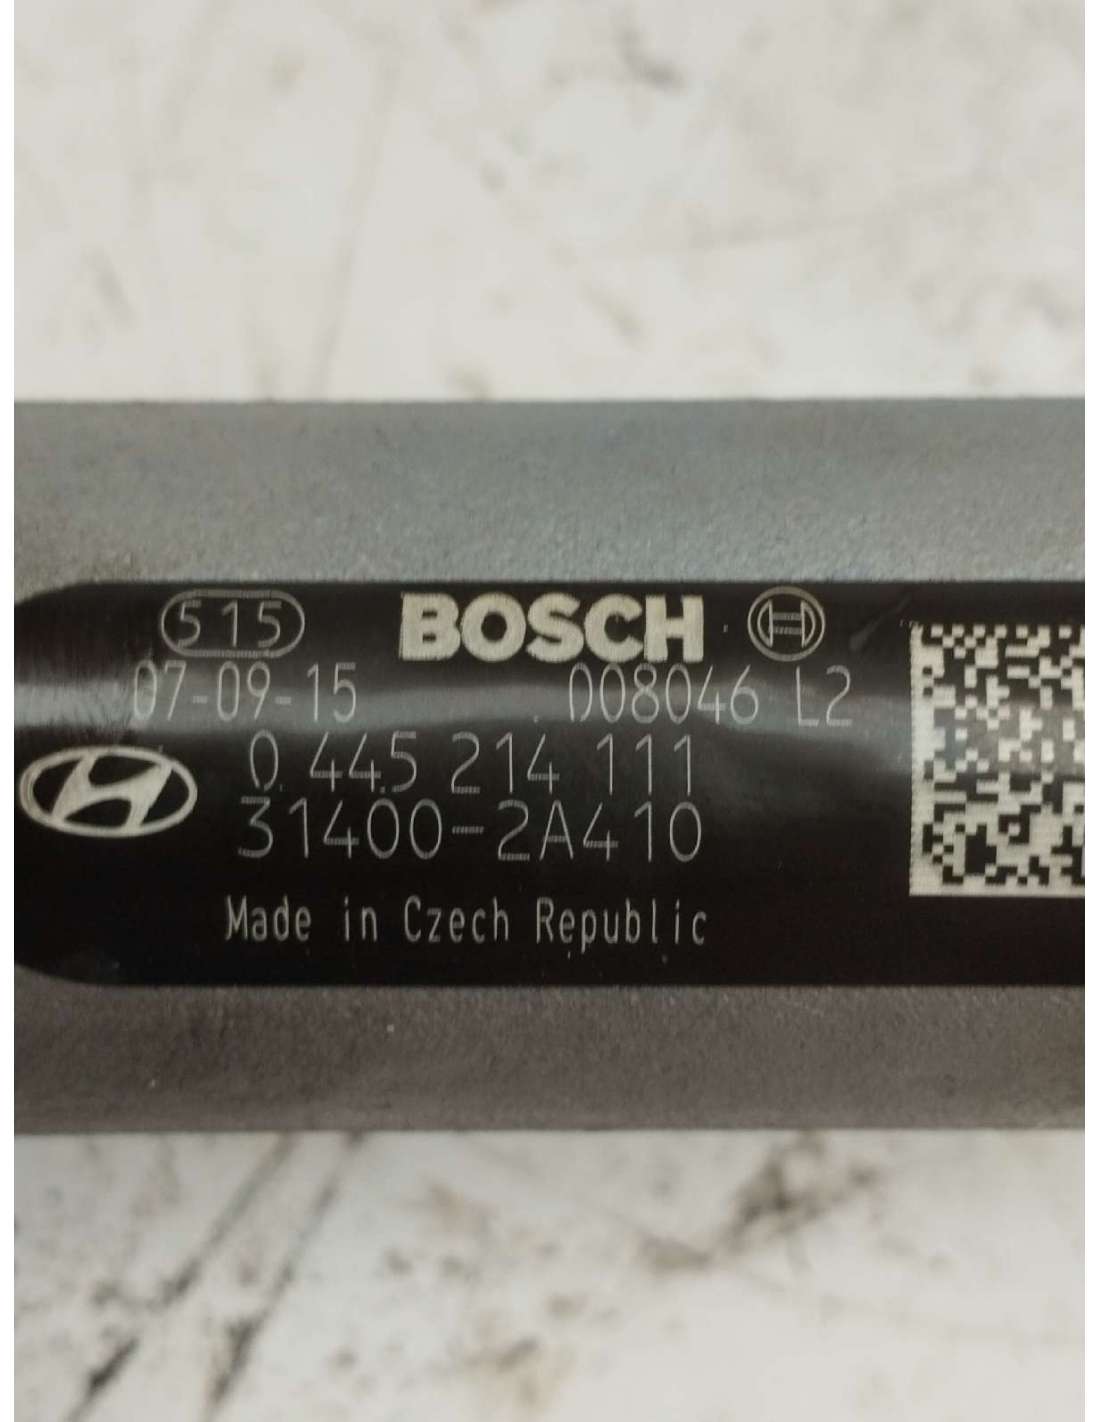 515 BOSCH
07-09-15 008046 L2
0 445 214 111
31400-2A410
Made in Czech Republic